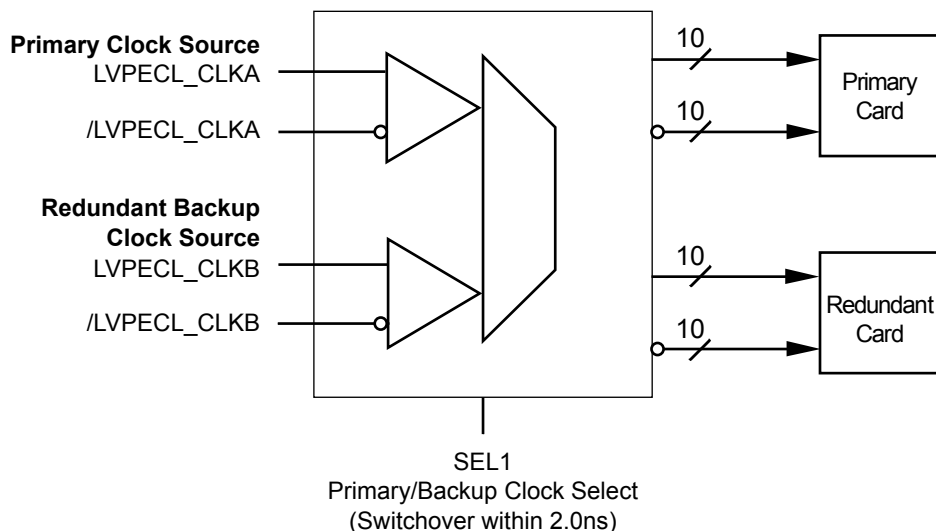 Primary Clock Source
LVPECL_CLKA
/LVPECL_CLKA
Redundant Backup
Clock Source
LVPECL_CLKB
/LVPECL_CLKB
10
10
Primary
Card
10
10
Redundant
Card
SEL1
Primary/Backup Clock Select
(Switchover within 2.0ns)